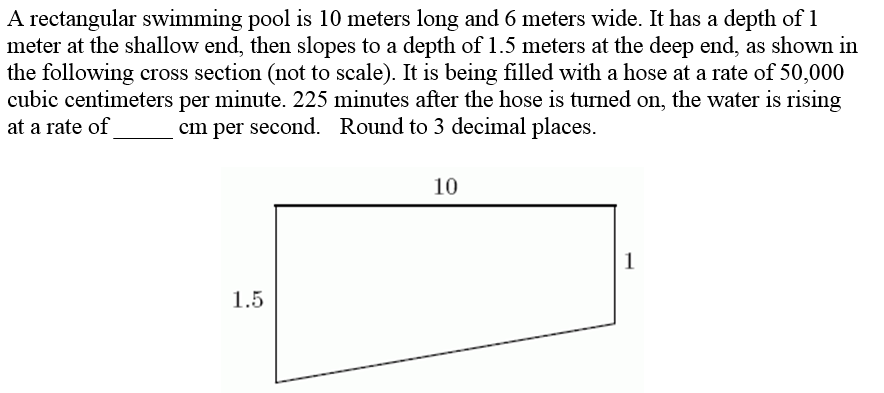 A rectangular swimming pool is 10 meters long and 6 meters wide. It has a depth of 1
meter at the shallow end, then slopes to a depth of 1.5 meters at the deep end, as shown in
the following cross section (not to scale). It is being filled with a hose at a rate of 50,000
cubic centimeters per minute. 225 minutes after the hose is turned on, the water is rising
at a rate of _____ cm per second. Round to 3 decimal places.
10
1
1.5